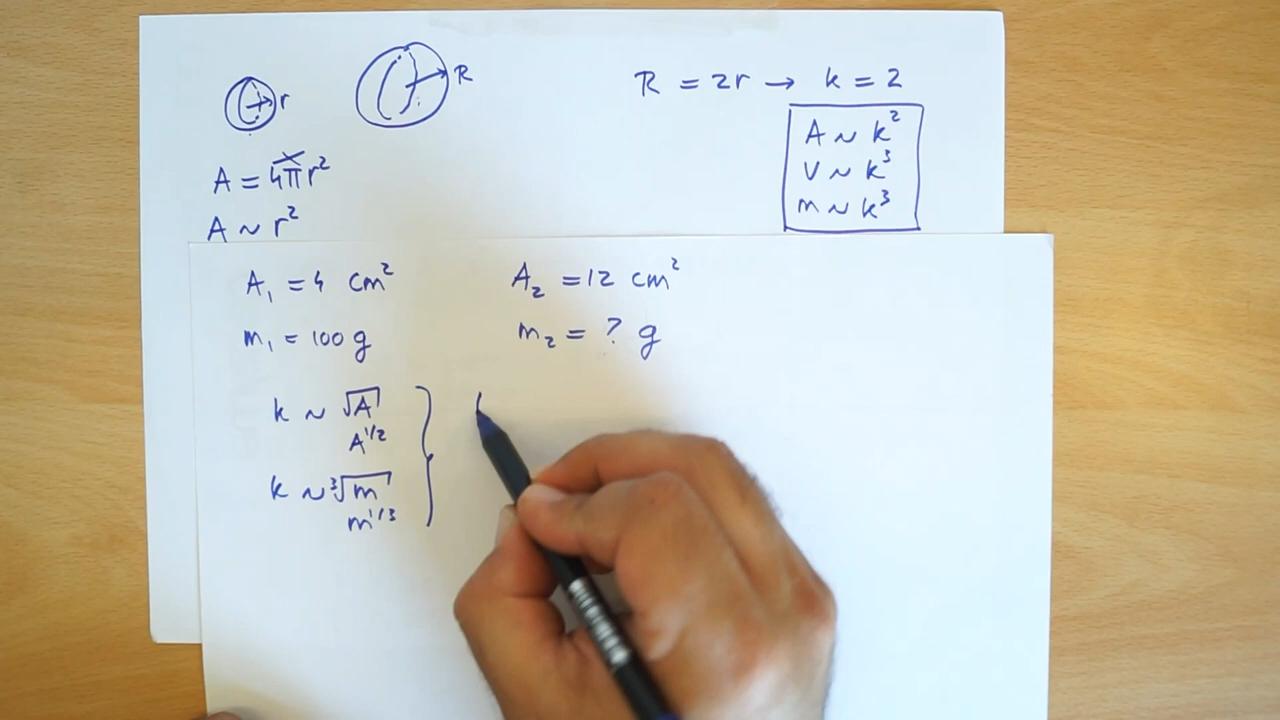 r R R = 2r → k = 2
A = 4πr²
A ~ r²
A ~ k²
V ~ k³
m ~ k³
A₁ = 4 cm² A₂ = 12 cm²
m₁ = 100 g m₂ = ? g
k ~ √A
A^1/2
k ~ ³√m
m^1/3